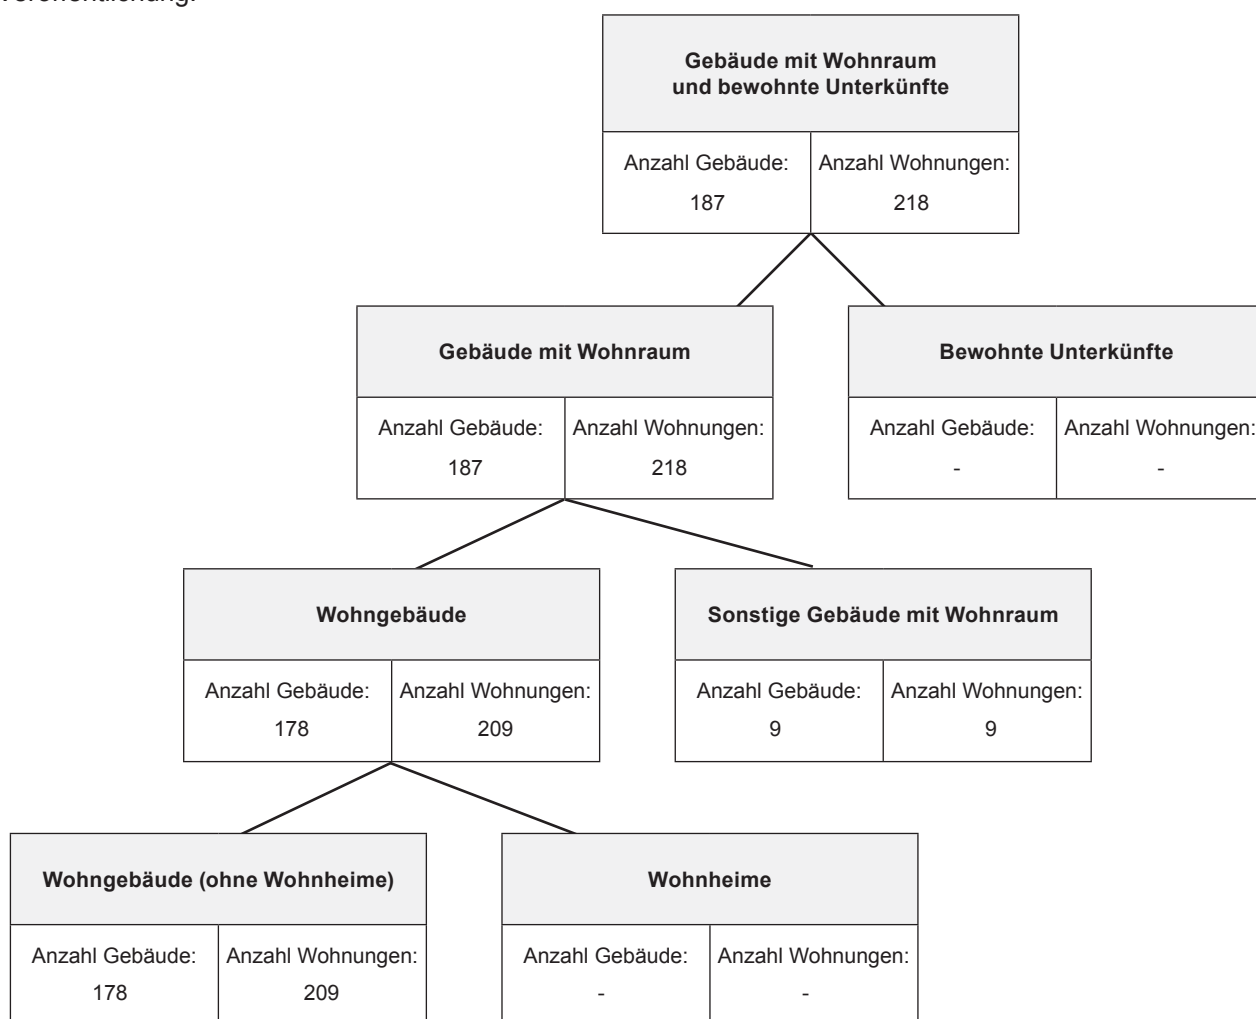 Veröffentlichung.
Gebäude mit Wohnraum
und bewohnte Unterkünfte
Anzahl Gebäude: Anzahl Wohnungen:
187 218
Gebäude mit Wohnraum
Anzahl Gebäude: Anzahl Wohnungen:
187 218
Bewohnte Unterkünfte
Anzahl Gebäude: Anzahl Wohnungen:
- -
Wohngebäude
Anzahl Gebäude: Anzahl Wohnungen:
178 209
Sonstige Gebäude mit Wohnraum
Anzahl Gebäude: Anzahl Wohnungen:
9 9
Wohngebäude (ohne Wohnheime)
Anzahl Gebäude: Anzahl Wohnungen:
178 209
Wohnheime
Anzahl Gebäude: Anzahl Wohnungen:
- -